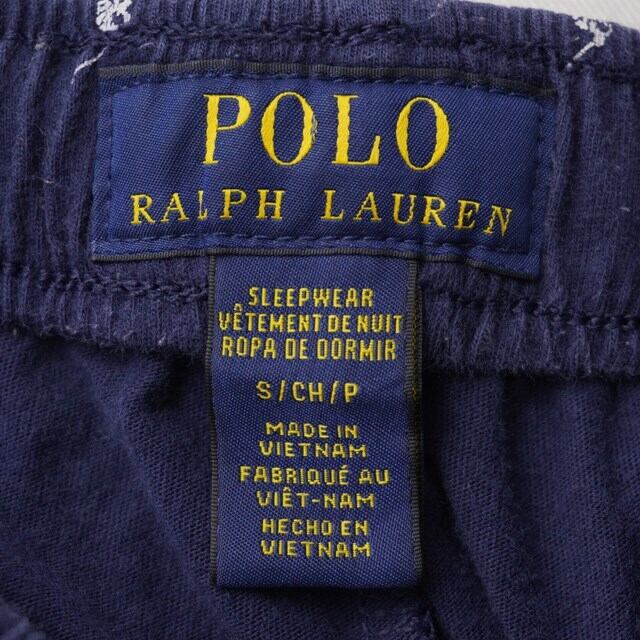 POLO
RALPH LAUREN
SLEEPWEAR
VÊTEMENT DE NUIT
ROPA DE DORMIR
S/CH/P
MADE IN
VIETNAM
FABRIQUÉ AU
VIÊT-NAM
HECHO EN
VIETNAM